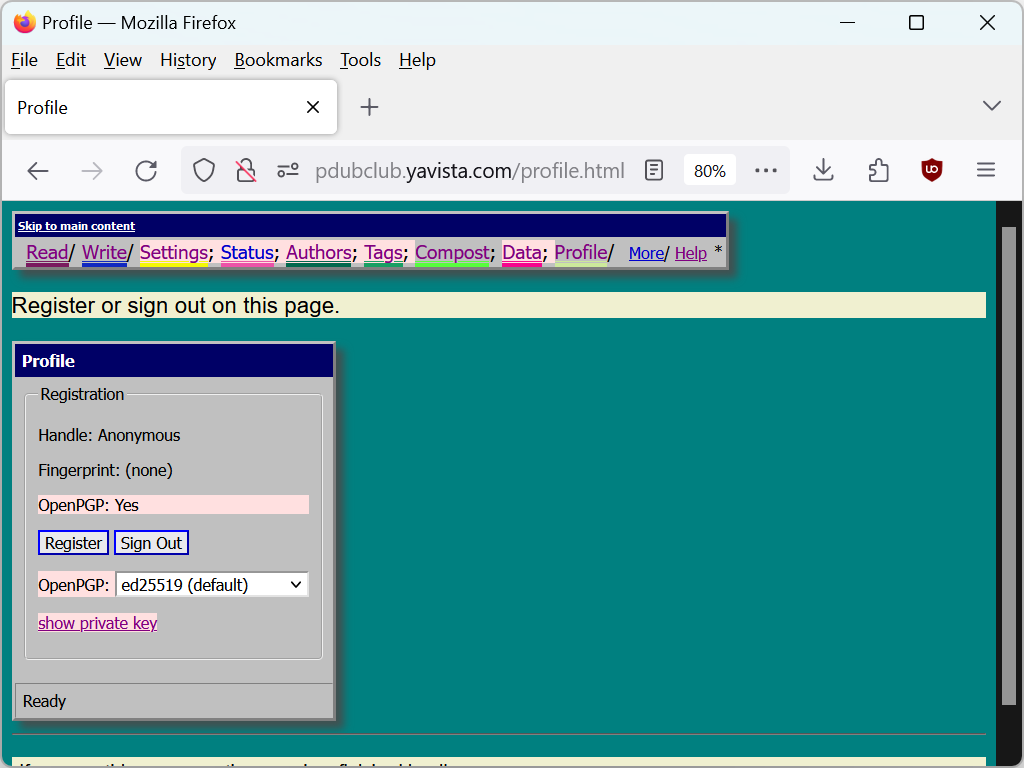 Profile — Mozilla Firefox
File Edit View History Bookmarks Tools Help
Profile
pdubclub.yavista.com/profile.html 80%
Skip to main content
Read/ Write/ Settings; Status; Authors; Tags; Compost; Data; Profile/ More/ Help *
Register or sign out on this page.
Profile
Registration
Handle: Anonymous
Fingerprint: (none)
OpenPGP: Yes
Register Sign Out
OpenPGP: ed25519 (default)
show private key
Ready